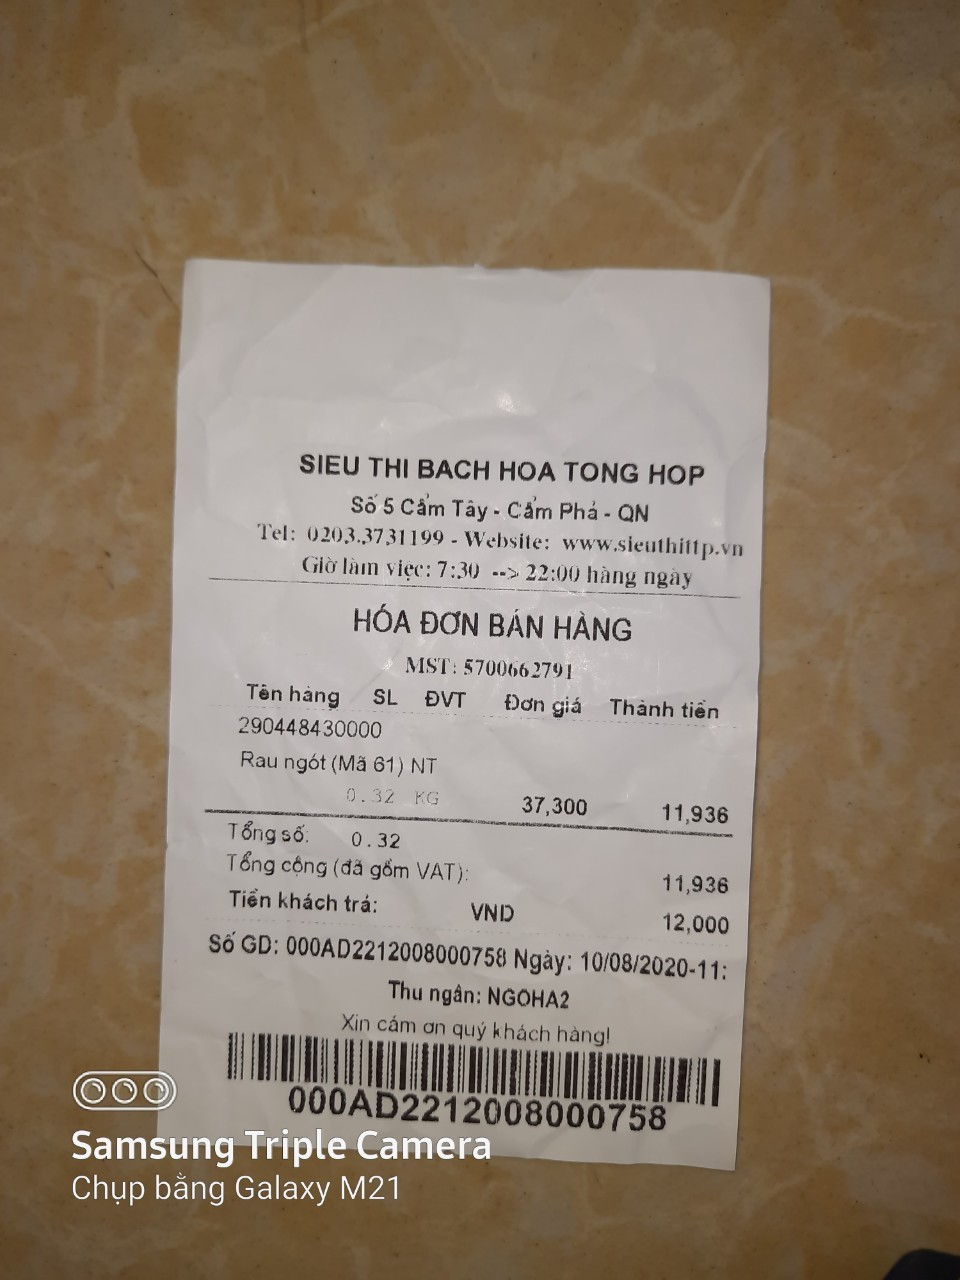 SIEU THI BACH HOA TONG HOP
Số 5 Cẩm Tây - Cẩm Phả - QN
Tel: 0203.3731199 - Website: www.sieuthittp.vn
Giờ làm việc: 7:30 --> 22:00 hàng ngày
HÓA ĐƠN BÁN HÀNG
MST: 5700662791
Tên hàng SL ĐVT Đơn giá Thành tiền
290448430000
Rau ngót (Mã 61) NT
0.32 KG 37,300 11,936
Tổng số: 0.32
Tổng cộng (đã gồm VAT): 11,936
Tiền khách trả: VND 12,000
Số GD: 000AD2212008000758 Ngày: 10/08/2020-11:
Thu ngân: NGOHA2
Xin cám ơn quý khách hàng!
000AD2212008000758
Samsung Triple Camera
Chụp bằng Galaxy M21